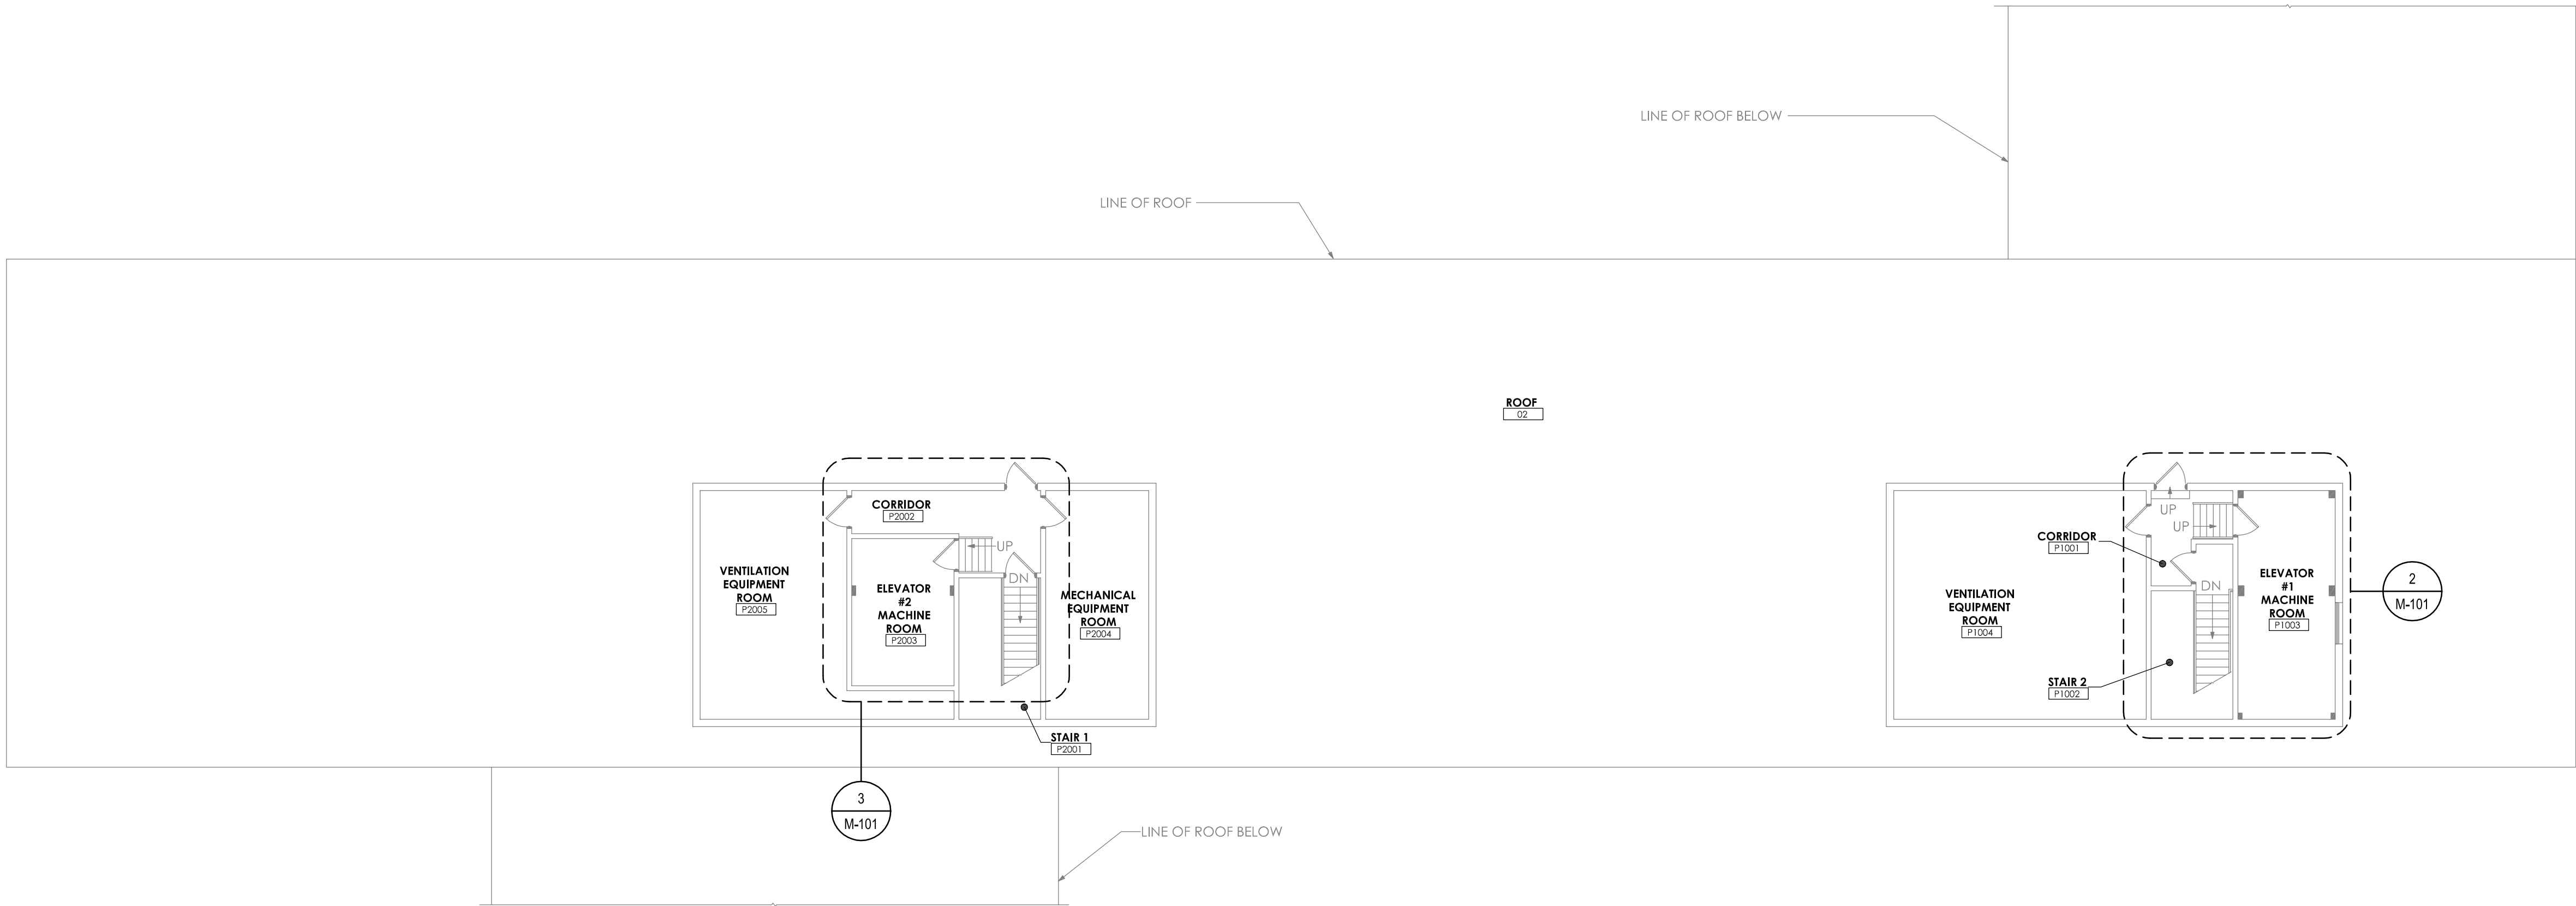 LINE OF ROOF BELOW
LINE OF ROOF
ROOF
02
CORRIDOR
P2002
UP
DN
VENTILATION
EQUIPMENT
ROOM
P2005
ELEVATOR
#2
MACHINE
ROOM
P2003
MECHANICAL
EQUIPMENT
ROOM
P2004
STAIR 1
P2001
3
M-101
LINE OF ROOF BELOW
UP
UP
CORRIDOR
P1001
DN
VENTILATION
EQUIPMENT
ROOM
P1004
ELEVATOR
#1
MACHINE
ROOM
P1003
STAIR 2
P1002
2
M-101